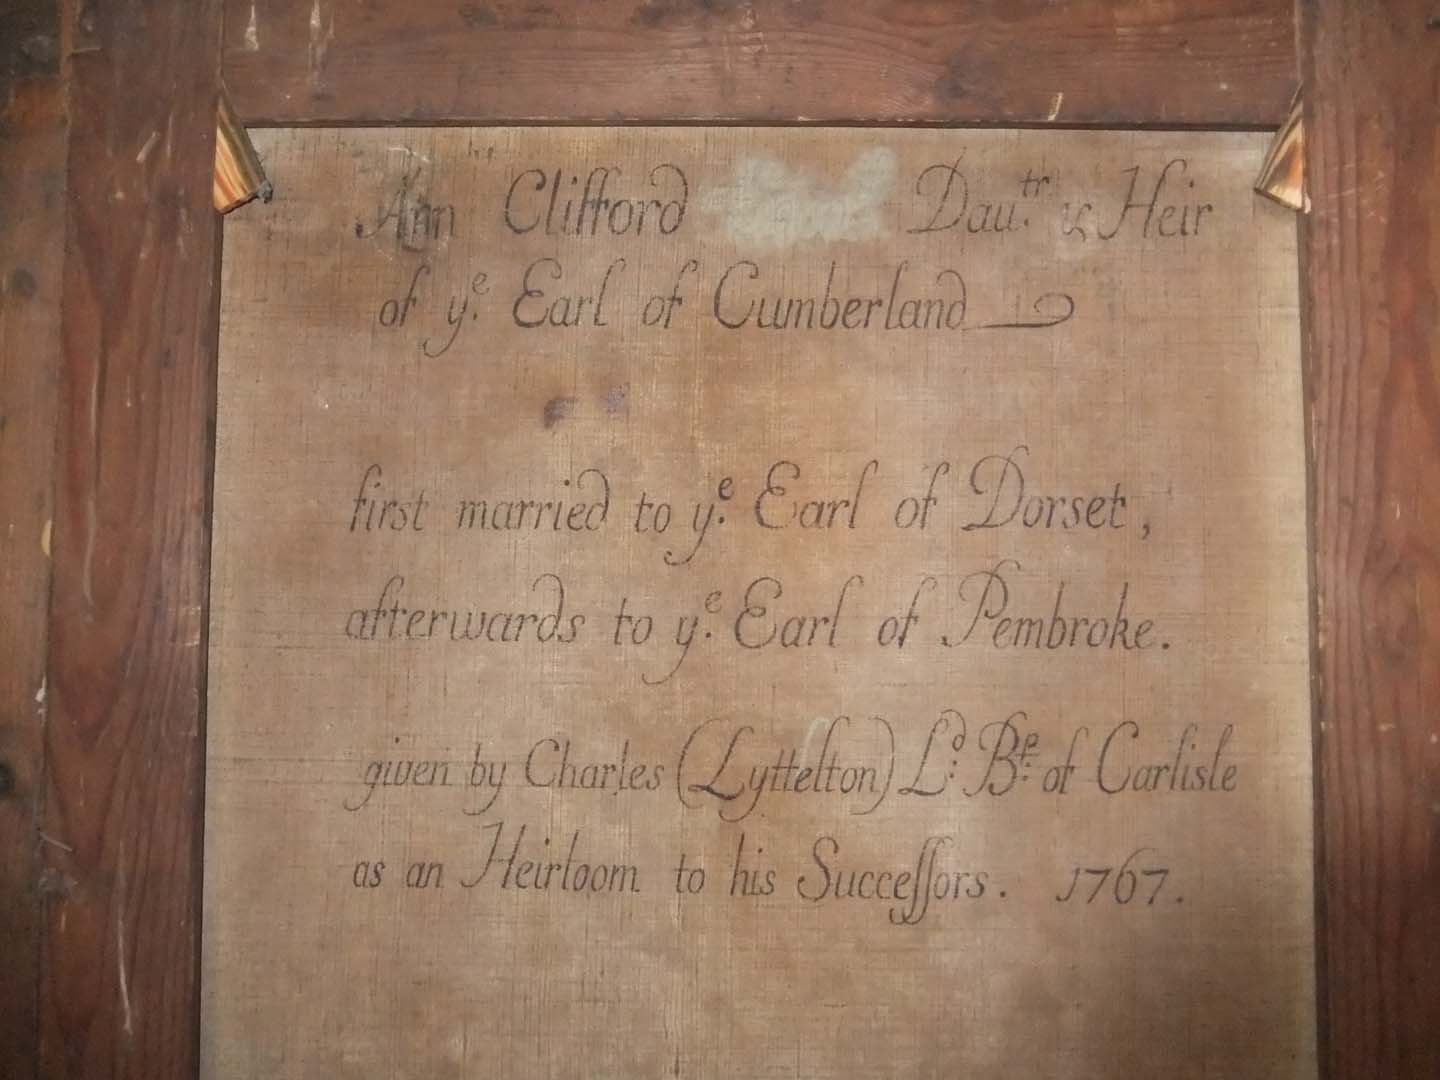 Ann Clifford Dau.tr & Heir
of y.e Earl of Cumberland
first married to y.e Earl of Dorset,
afterwards to y.e Earl of Pembroke.
given by Charles (Lyttelton) L.d B.p of Carlisle
as an Heirloom to his Succeſſors. 1767.